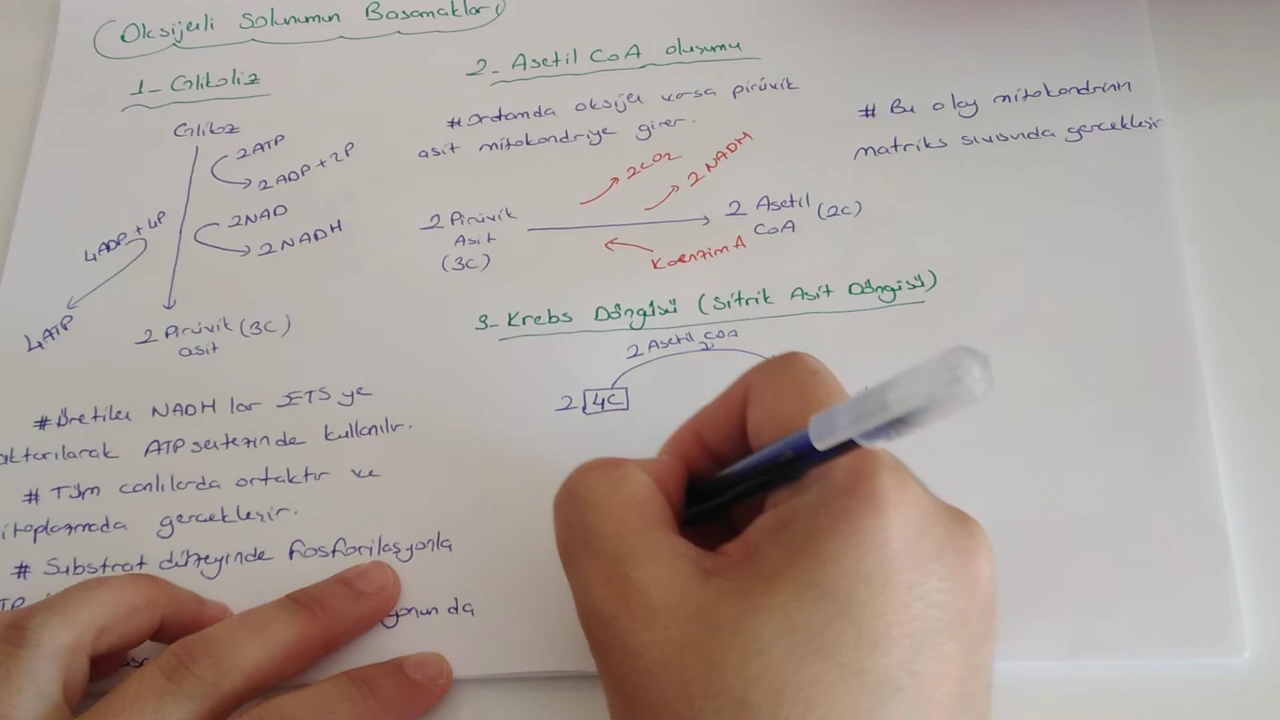 Oksijenli Solunumun Basamakları
1- Glikoliz
Glikoz
2ATP
2ADP + 2P
2NAD
2NADH
4ADP + 4P
4ATP
2 Pirüvik (3C)
asit
# Üretilen NADH lar ETS ye
aktarılarak ATP sentezinde kullanılır.
# Tüm canlılarda ortaktır ve
sitoplazmada gerçekleşir.
# Substrat düzeyinde fosforilasyonla
2- Asetil CoA oluşumu
# Ortamda oksijen varsa pirüvik
asit mitokondriye girer.
2CO2
2 NADH
2 Pirüvik
Asit
(3C)
2 Asetil (2C)
CoA
Koenzim A
# Bu olay mitokondrinin
matriks sıvısında gerçekleşir
3- Krebs Döngüsü (Sitrik Asit Döngüsü)
2 Asetil CoA
2 4C